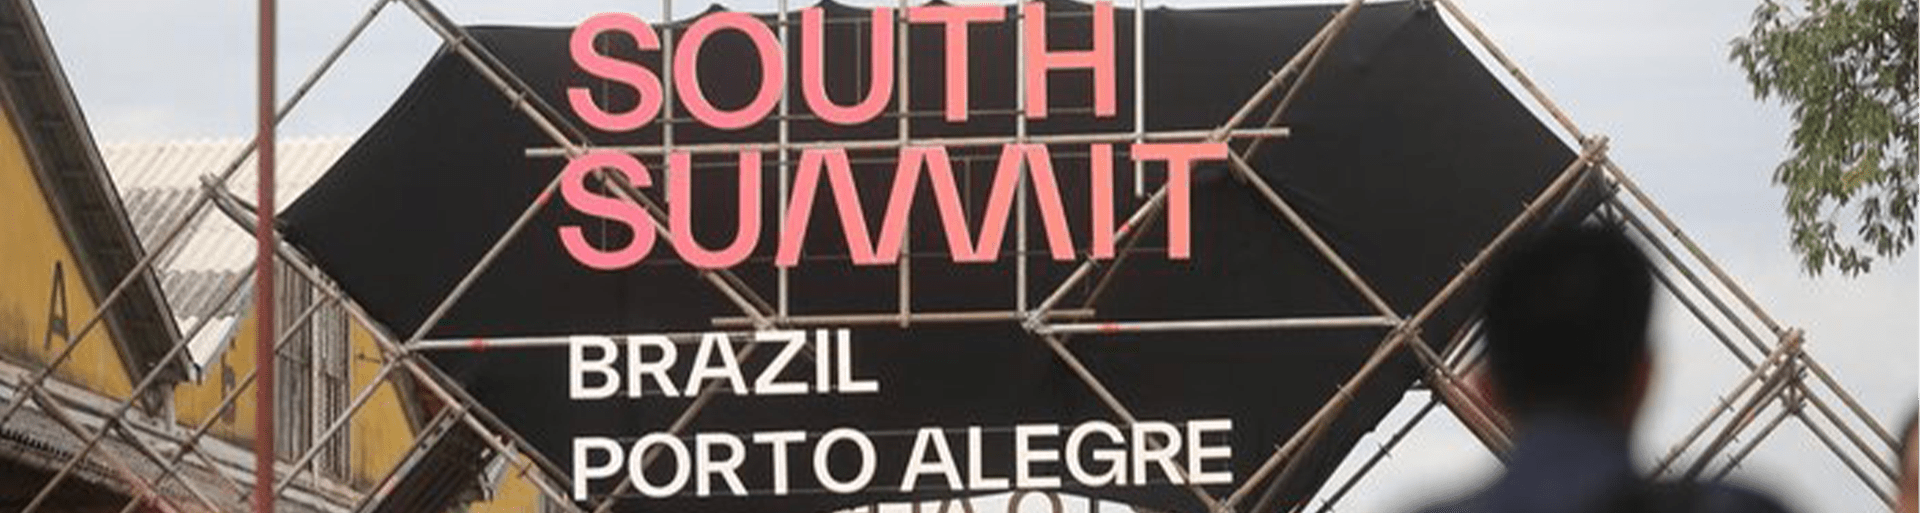 SOUTH
SUMMIT
BRAZIL
PORTO ALEGRE
A